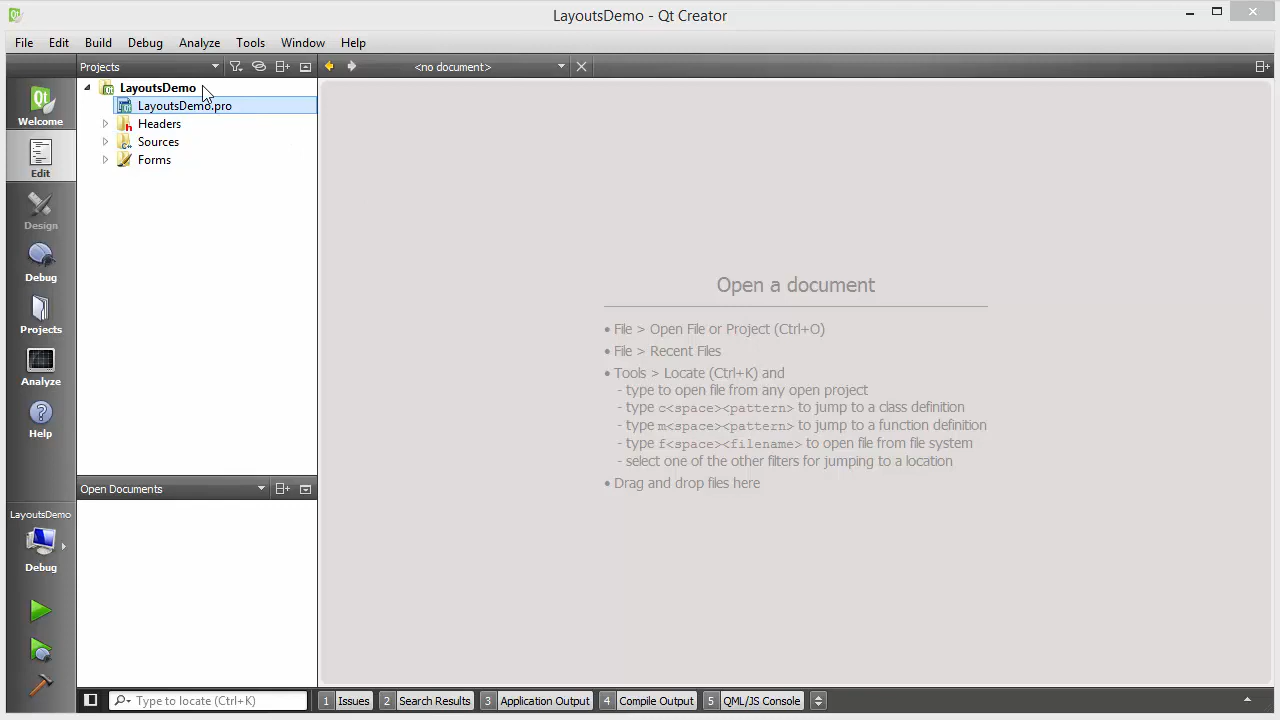 LayoutsDemo - Qt Creator
File Edit Build Debug Analyze Tools Window Help
Projects <no document>
LayoutsDemo
LayoutsDemo.pro
Headers
Sources
Forms
Welcome
Edit
Design
Debug
Projects
Analyze
Help
Open a document
• File > Open File or Project (Ctrl+O)
• File > Recent Files
• Tools > Locate (Ctrl+K) and
- type to open file from any open project
- type c<space><pattern> to jump to a class definition
- type m<space><pattern> to jump to a function definition
- type f<space><filename> to open file from file system
- select one of the other filters for jumping to a location
• Drag and drop files here
Open Documents
LayoutsDemo
Debug
Type to locate (Ctrl+K) 1 Issues 2 Search Results 3 Application Output 4 Compile Output 5 QML/JS Console